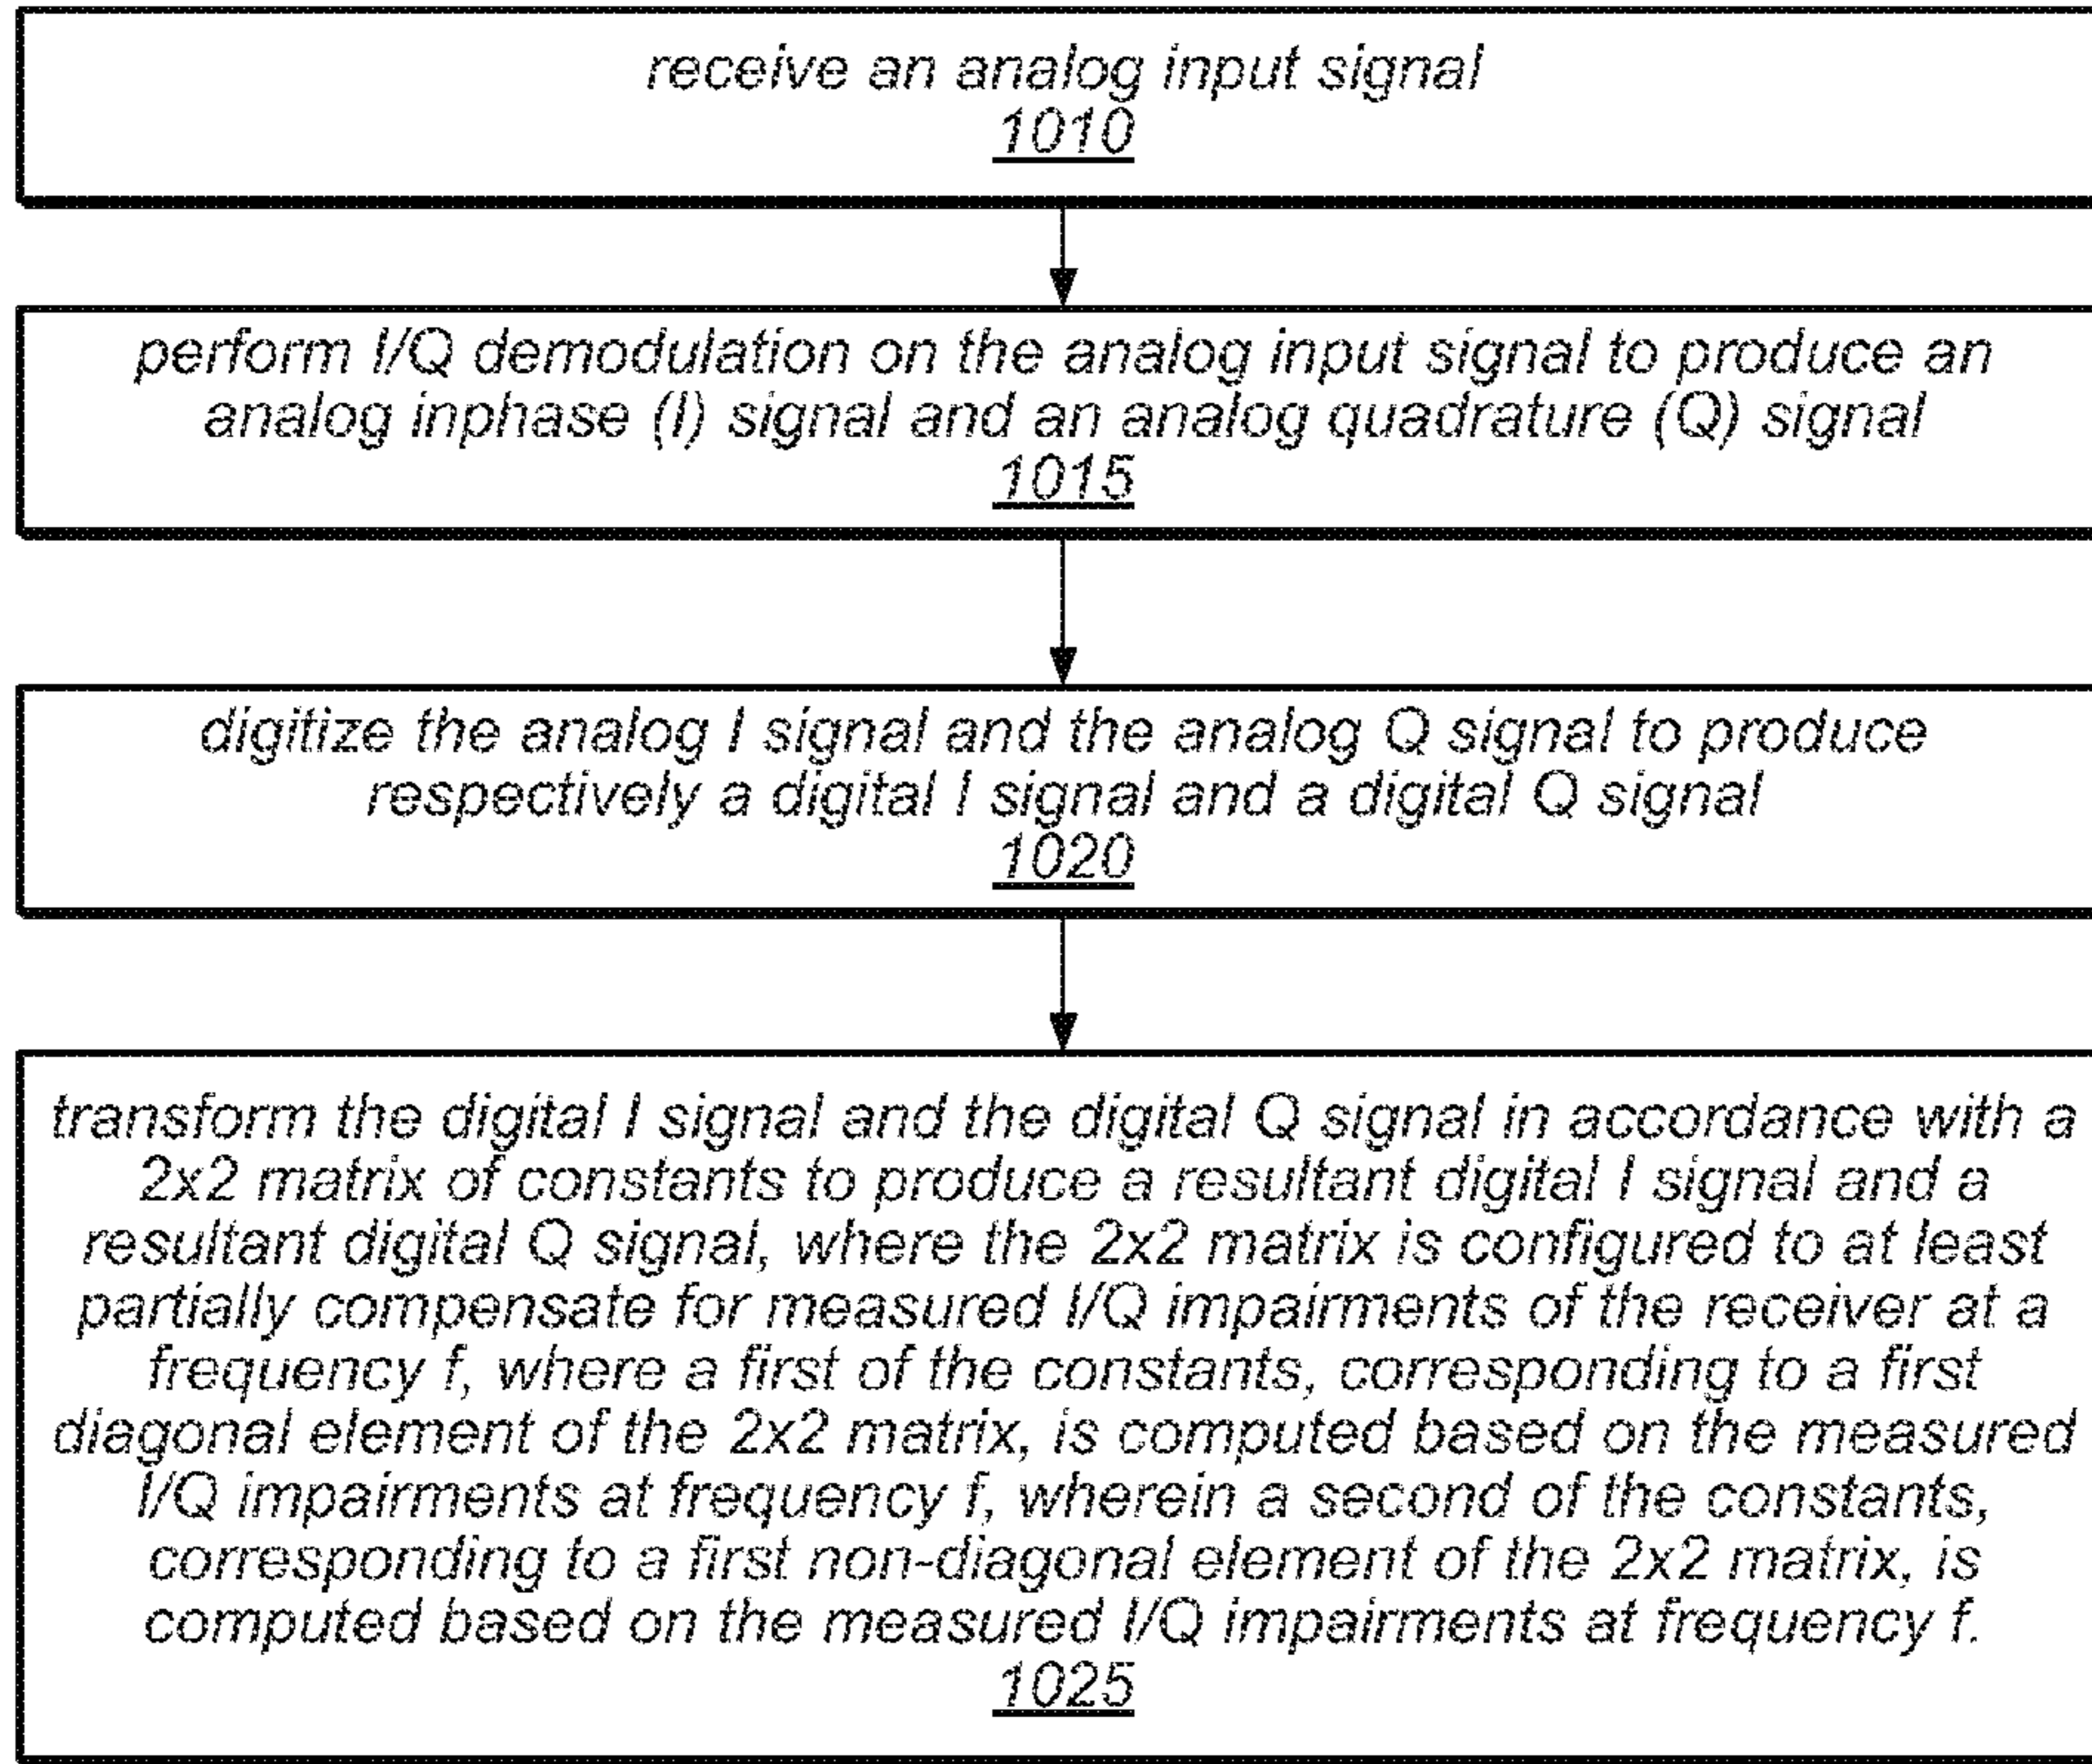 receive an analog input signal
1010
perform I/Q demodulation on the analog input signal to produce an
analog inphase (I) signal and an analog quadrature (Q) signal
1015
digitize the analog I signal and the analog Q signal to produce
respectively a digital I signal and a digital Q signal
1020
transform the digital I signal and the digital Q signal in accordance with a
2x2 matrix of constants to produce a resultant digital I signal and a
resultant digital Q signal, where the 2x2 matrix is configured to at least
partially compensate for measured I/Q impairments of the receiver at a
frequency f, where a first of the constants, corresponding to a first
diagonal element of the 2x2 matrix, is computed based on the measured
I/Q impairments at frequency f, wherein a second of the constants,
corresponding to a first non-diagonal element of the 2x2 matrix, is
computed based on the measured I/Q impairments at frequency f.
1025